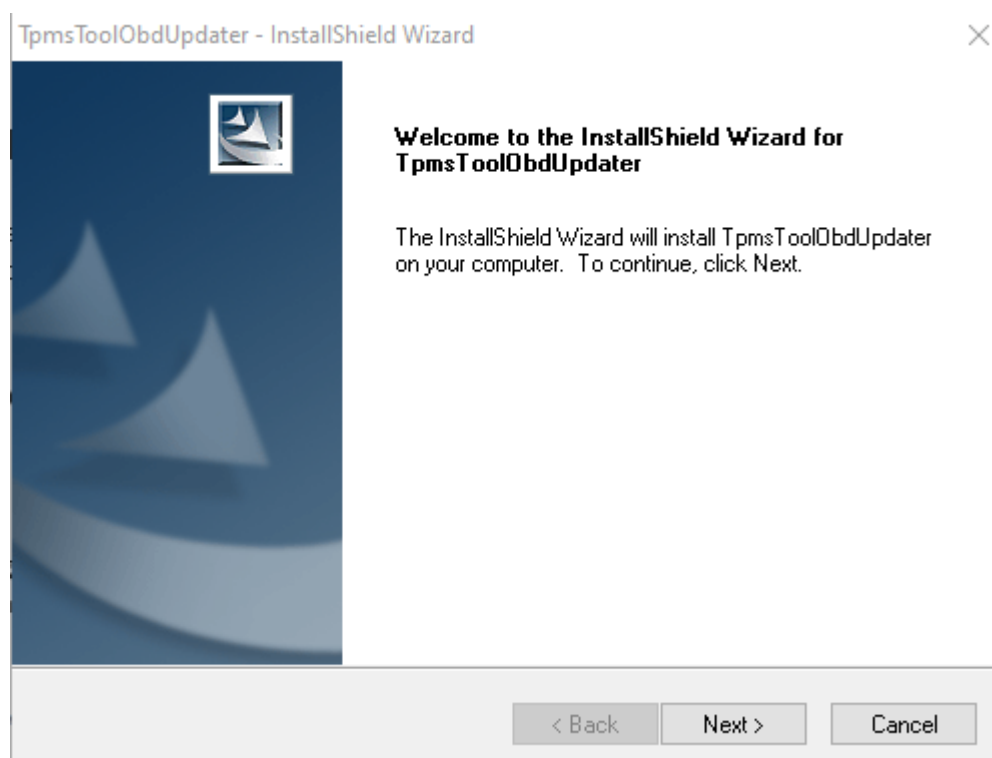 TpmsToolObdUpdater - InstallShield Wizard
Welcome to the InstallShield Wizard for
TpmsToolObdUpdater
The InstallShield Wizard will install TpmsToolObdUpdater
on your computer.  To continue, click Next.
< Back
Next >
Cancel